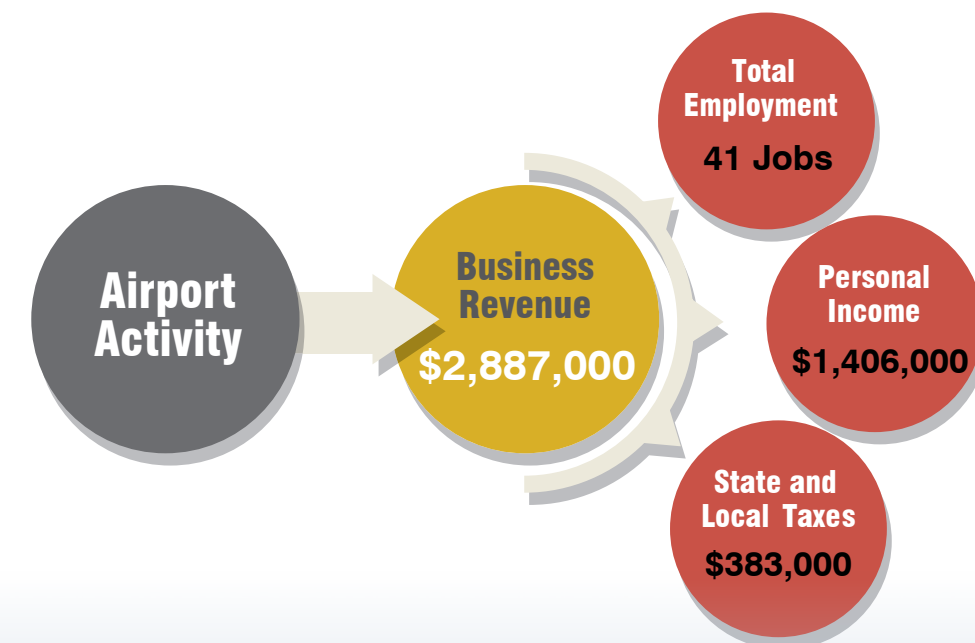 Airport
Activity
Business
Revenue
$2,887,000
Total
Employment
41 Jobs
Personal
Income
$1,406,000
State and
Local Taxes
$383,000